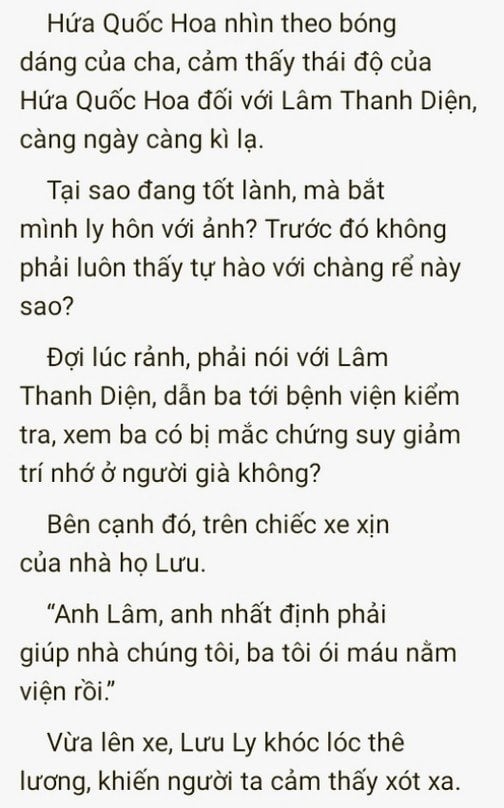 Hứa Quốc Hoa nhìn theo bóng
dáng của cha, cảm thấy thái độ của
Hứa Quốc Hoa đối với Lâm Thanh Diện,
càng ngày càng kì lạ.
Tại sao đang tốt lành, mà bắt
mình ly hôn với ảnh? Trước đó không
phải luôn thấy tự hào với chàng rể này
sao?
Đợi lúc rảnh, phải nói với Lâm
Thanh Diện, dẫn ba tới bệnh viện kiểm
tra, xem ba có bị mắc chứng suy giảm
trí nhớ ở người già không?
Bên cạnh đó, trên chiếc xe xịn
của nhà họ Lưu.
“Anh Lâm, anh nhất định phải
giúp nhà chúng tôi, ba tôi ói máu nằm
viện rồi.”
Vừa lên xe, Lưu Ly khóc lóc thê
lương, khiến người ta cảm thấy xót xa.